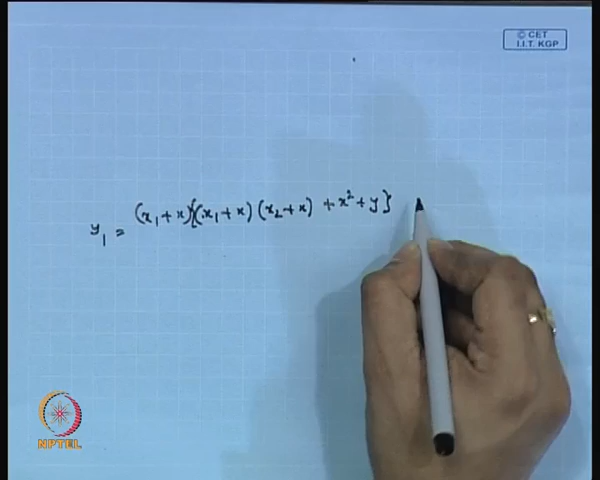 © CET
I.I.T. KGP
y₁ = (x₁+x){(x₁+x)(x₂+x) + x²+y}
NPTEL